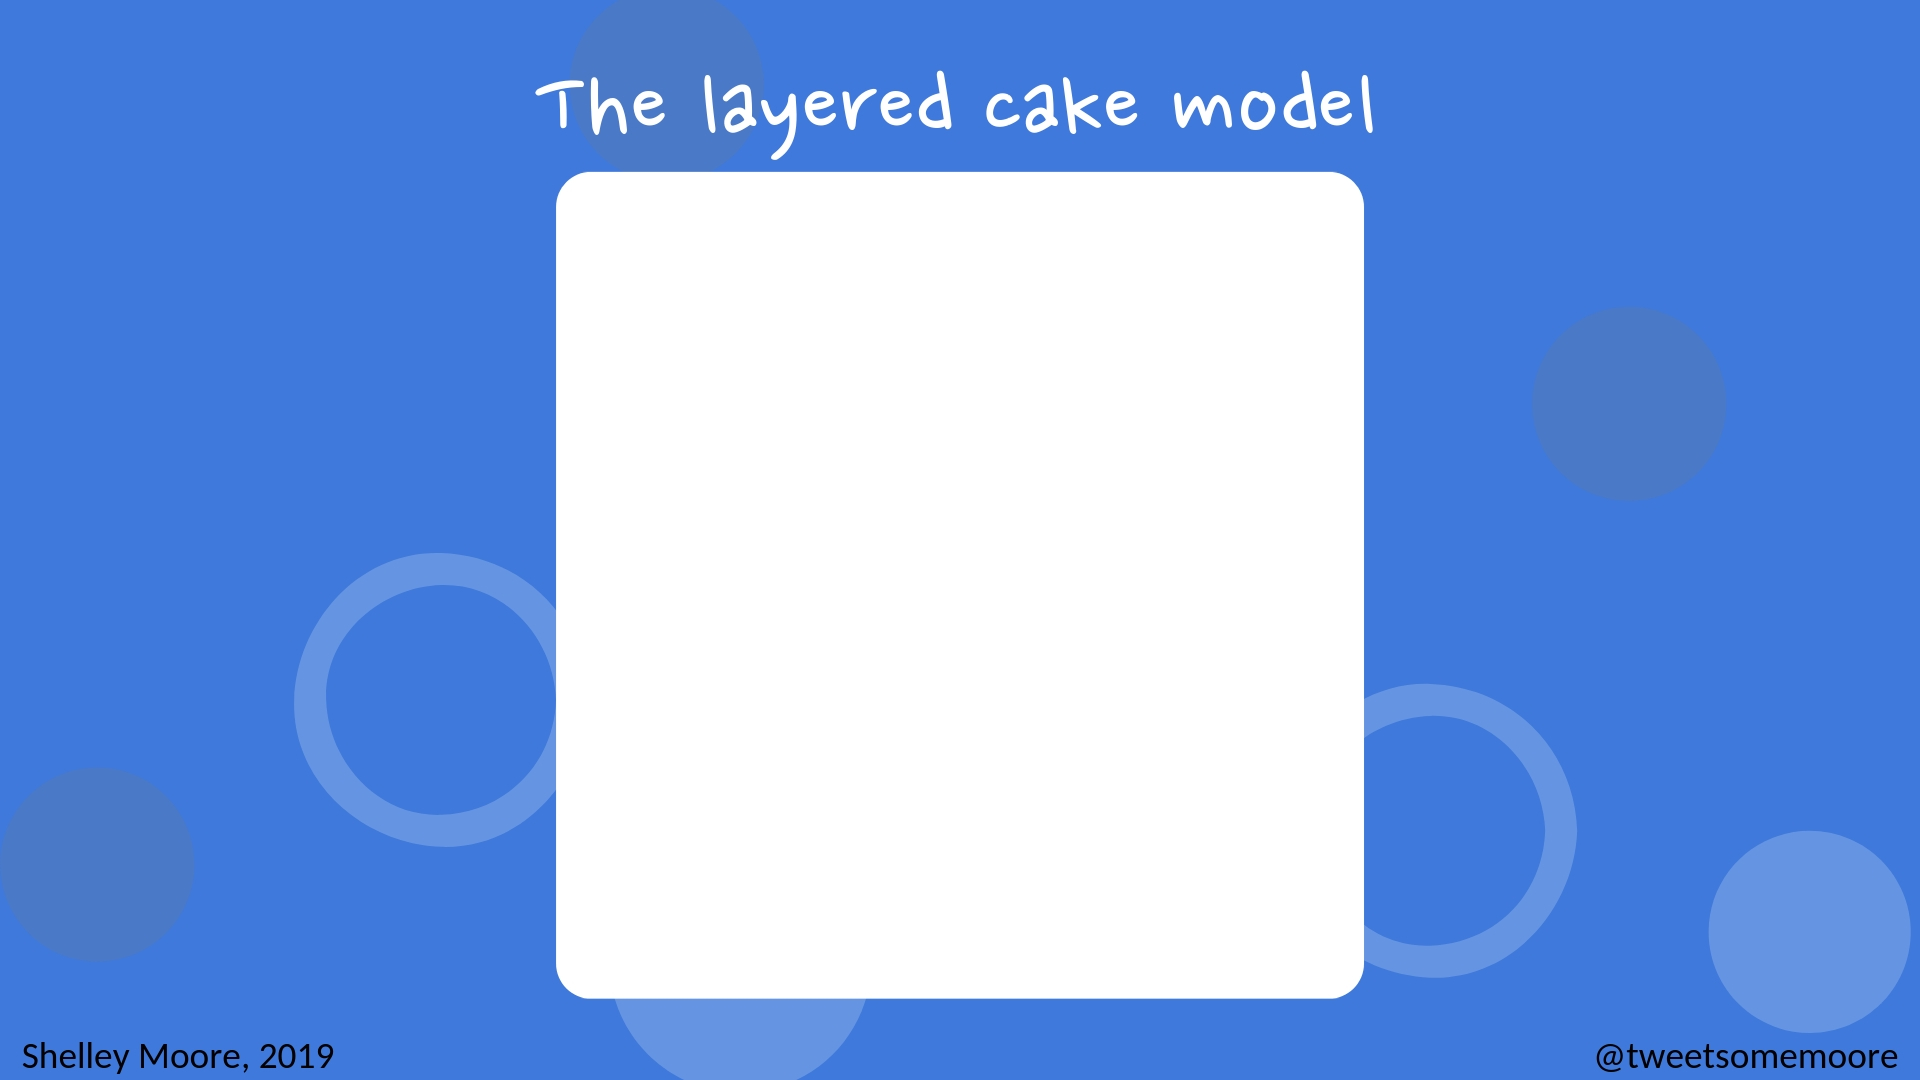 The layered cake model
Shelley Moore, 2019
@tweetsomemoore